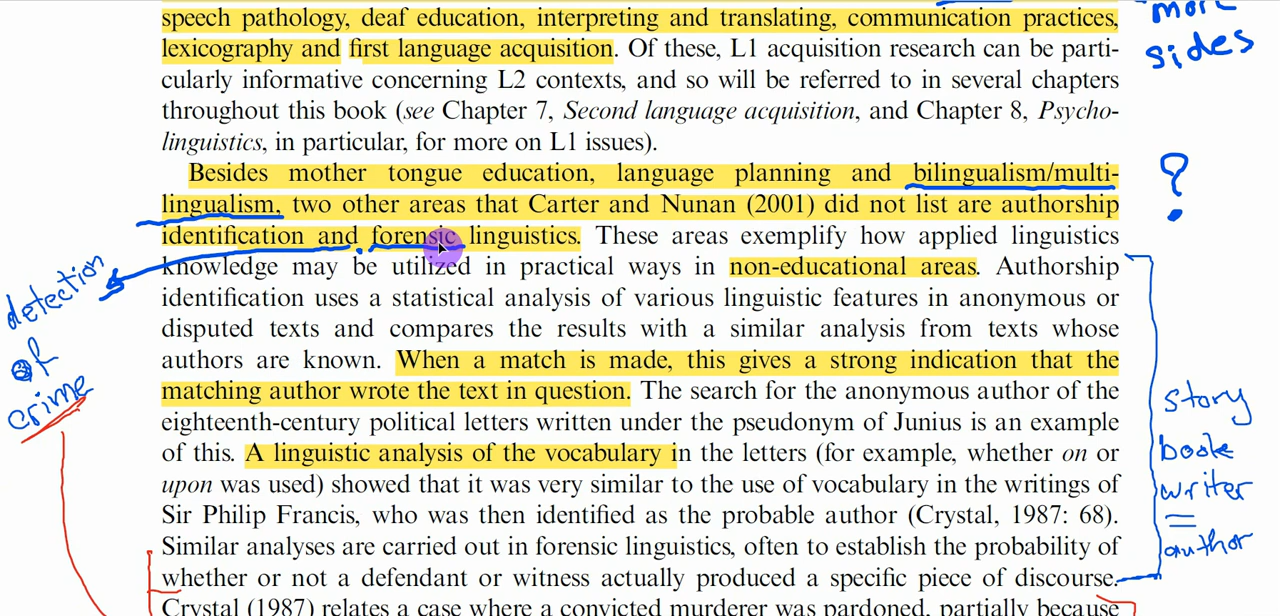 speech pathology, deaf education, interpreting and translating, communication practices,
lexicography and first language acquisition. Of these, L1 acquisition research can be parti-
cularly informative concerning L2 contexts, and so will be referred to in several chapters
throughout this book (see Chapter 7, Second language acquisition, and Chapter 8, Psycho-
linguistics, in particular, for more on L1 issues).
Besides mother tongue education, language planning and bilingualism/multi-
lingualism, two other areas that Carter and Nunan (2001) did not list are authorship
identification and forensic linguistics. These areas exemplify how applied linguistics
knowledge may be utilized in practical ways in non-educational areas. Authorship
identification uses a statistical analysis of various linguistic features in anonymous or
disputed texts and compares the results with a similar analysis from texts whose
authors are known. When a match is made, this gives a strong indication that the
matching author wrote the text in question. The search for the anonymous author of the
eighteenth-century political letters written under the pseudonym of Junius is an example
of this. A linguistic analysis of the vocabulary in the letters (for example, whether on or
upon was used) showed that it was very similar to the use of vocabulary in the writings of
Sir Philip Francis, who was then identified as the probable author (Crystal, 1987: 68).
Similar analyses are carried out in forensic linguistics, often to establish the probability of
whether or not a defendant or witness actually produced a specific piece of discourse.
Crystal (1987) relates a case where a convicted murderer was pardoned, partially because
more
sides
?
detection
of
crime
story
book
writer
=
author